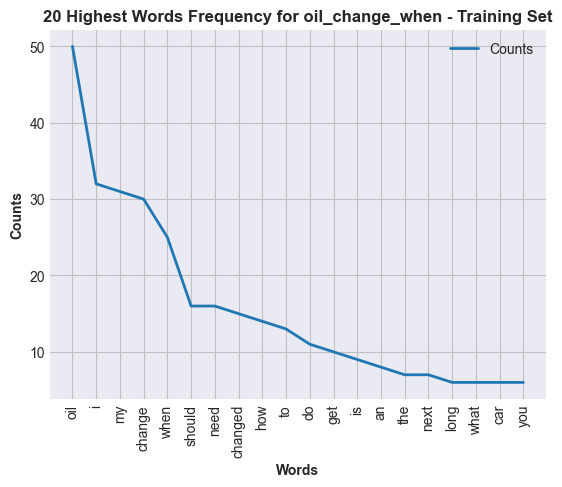 20 Highest Words Frequency for oil_change_when - Training Set
Counts
50
40
30
20
10
Counts
oil
i
my
change
when
should
need
changed
how
to
do
get
is
an
the
next
long
what
car
you
Words